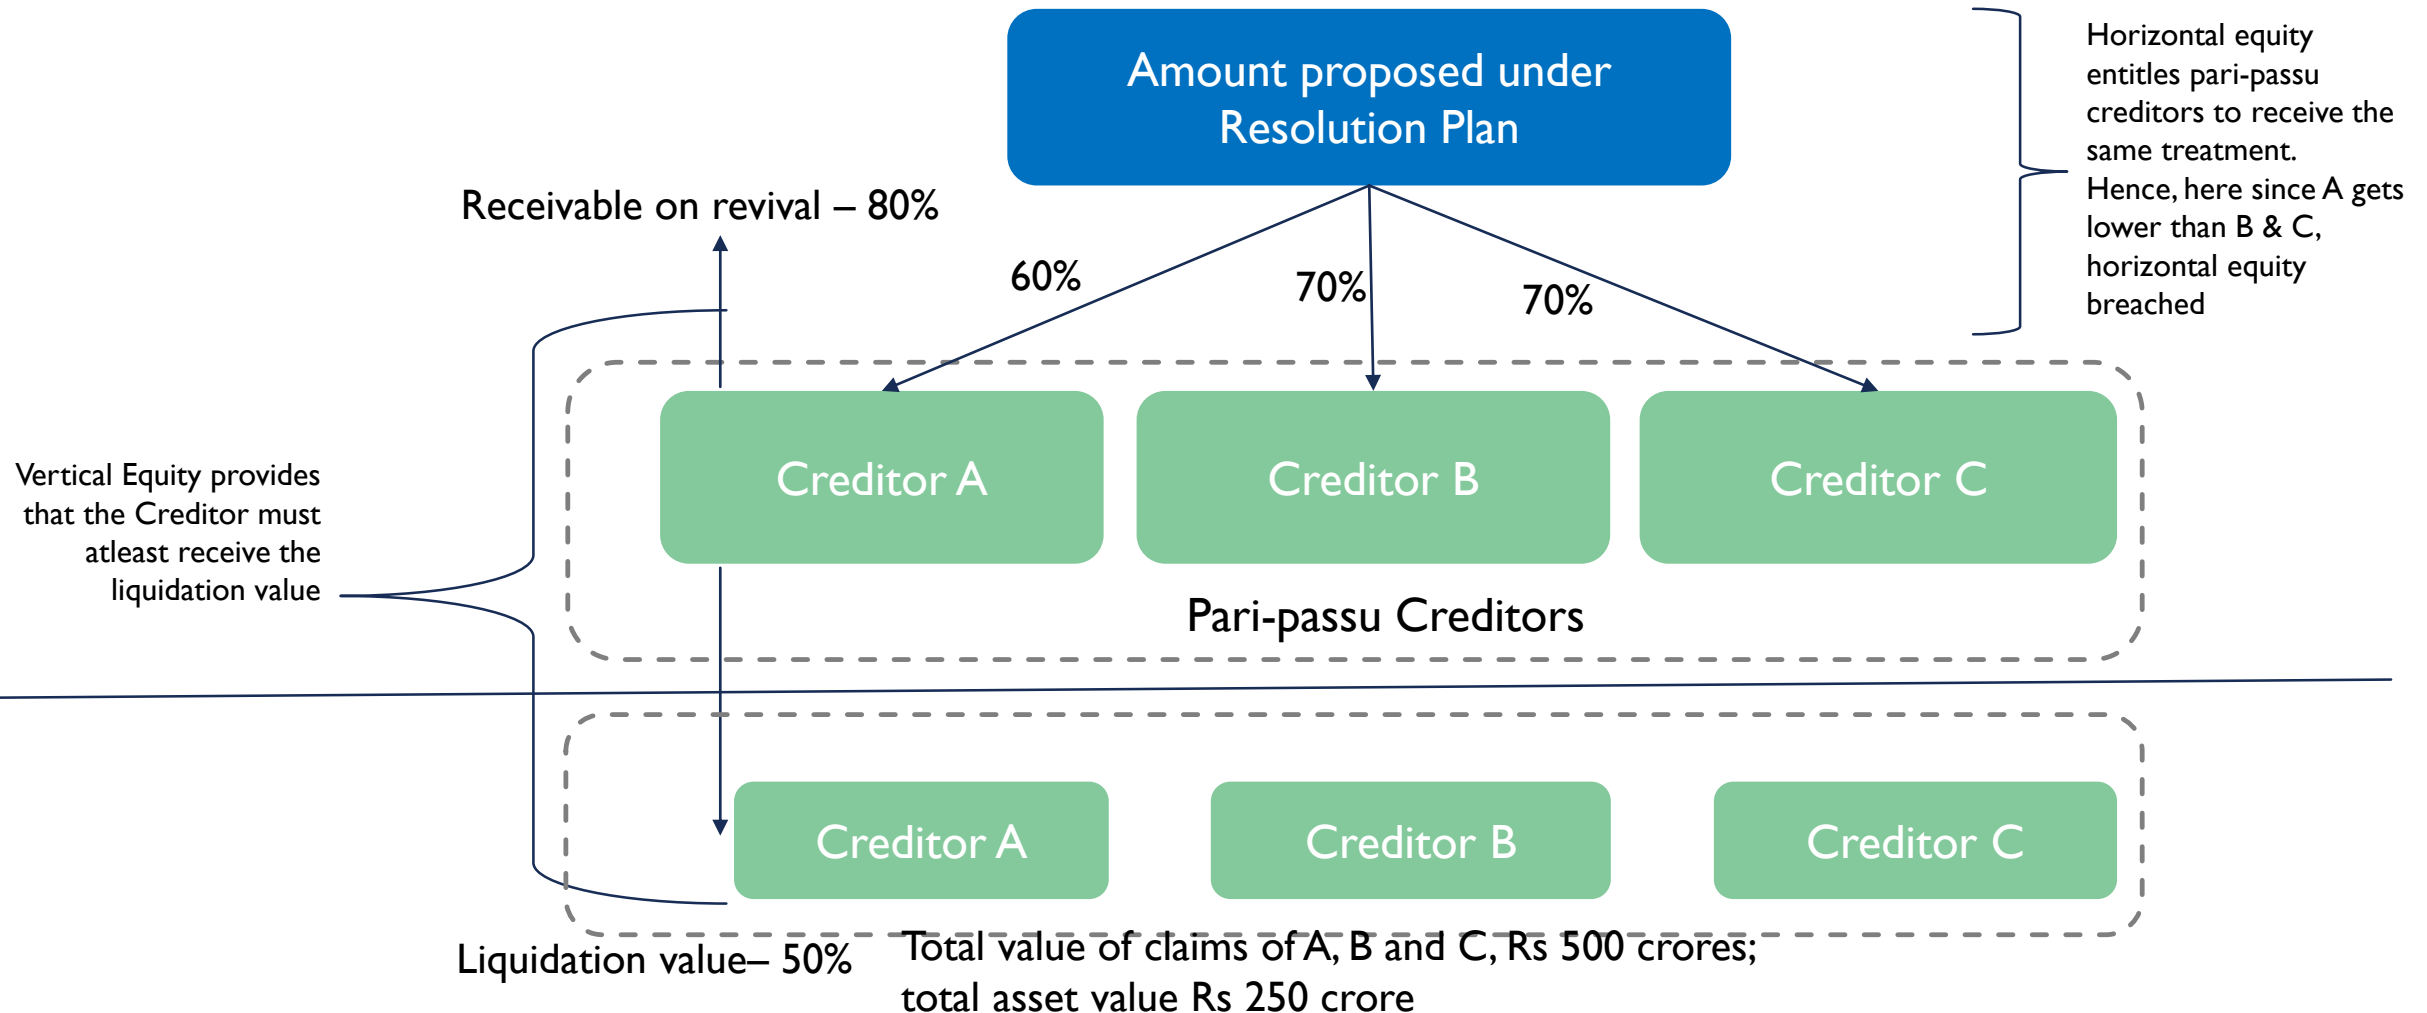 Amount proposed under
Resolution Plan
Horizontal equity
entitles pari-passu
creditors to receive the
same treatment.
Hence, here since A gets
lower than B & C,
horizontal equity
breached
Receivable on revival – 80%
60%
70%
70%
Creditor A
Creditor B
Creditor C
Vertical Equity provides
that the Creditor must
atleast receive the
liquidation value
Pari-passu Creditors
Creditor A
Creditor B
Creditor C
Liquidation value– 50%
Total value of claims of A, B and C, Rs 500 crores;
total asset value Rs 250 crore